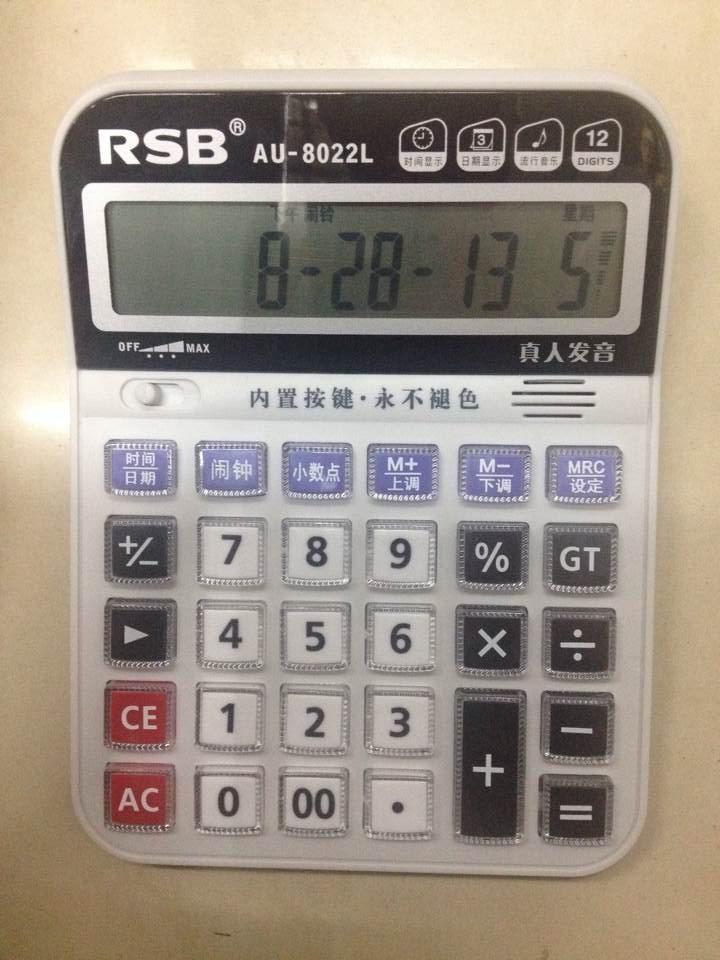 RSB® AU-8022L
时间显示 3 日期显示 流行音乐 12 DIGITS
下午 闹铃 星期
8-28-13 5
OFF MAX 真人发音
内置按键·永不褪色
时间/日期 闹钟 小数点 M+/上调 M-/下调 MRC/设定
+/- 7 8 9 % GT
▶ 4 5 6 × ÷
CE 1 2 3 + −
AC 0 00 • =